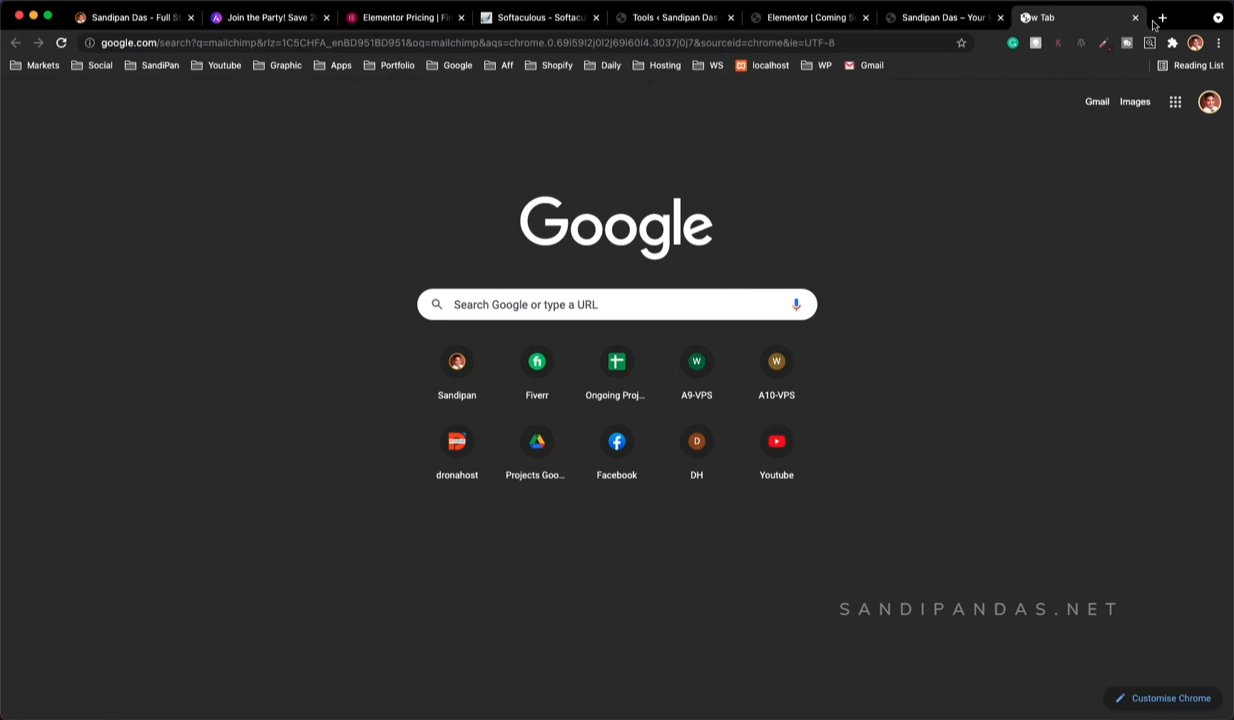 Sandipan Das - Full St
Join the Party! Save 2
Elementor Pricing | Fi
Softaculous - Softacu
Tools ‹ Sandipan Das
Elementor | Coming S
Sandipan Das – Your
w Tab
google.com/search?q=mailchimp&rlz=1C5CHFA_enBD951BD951&oq=mailchimp&aqs=chrome.0.69i59l2j0l2j69i60l4.3037j0j7&sourceid=chrome&ie=UTF-8
Markets
Social
SandiPan
Youtube
Graphic
Apps
Portfolio
Google
Aff
Shopify
Daily
Hosting
WS
localhost
WP
Gmail
Reading List
Gmail
Images
Google
Search Google or type a URL
Sandipan
Fiverr
Ongoing Proj...
W
A9-VPS
W
A10-VPS
dronahost
Projects Goo...
Facebook
D
DH
Youtube
SANDIPANDAS.NET
Customise Chrome